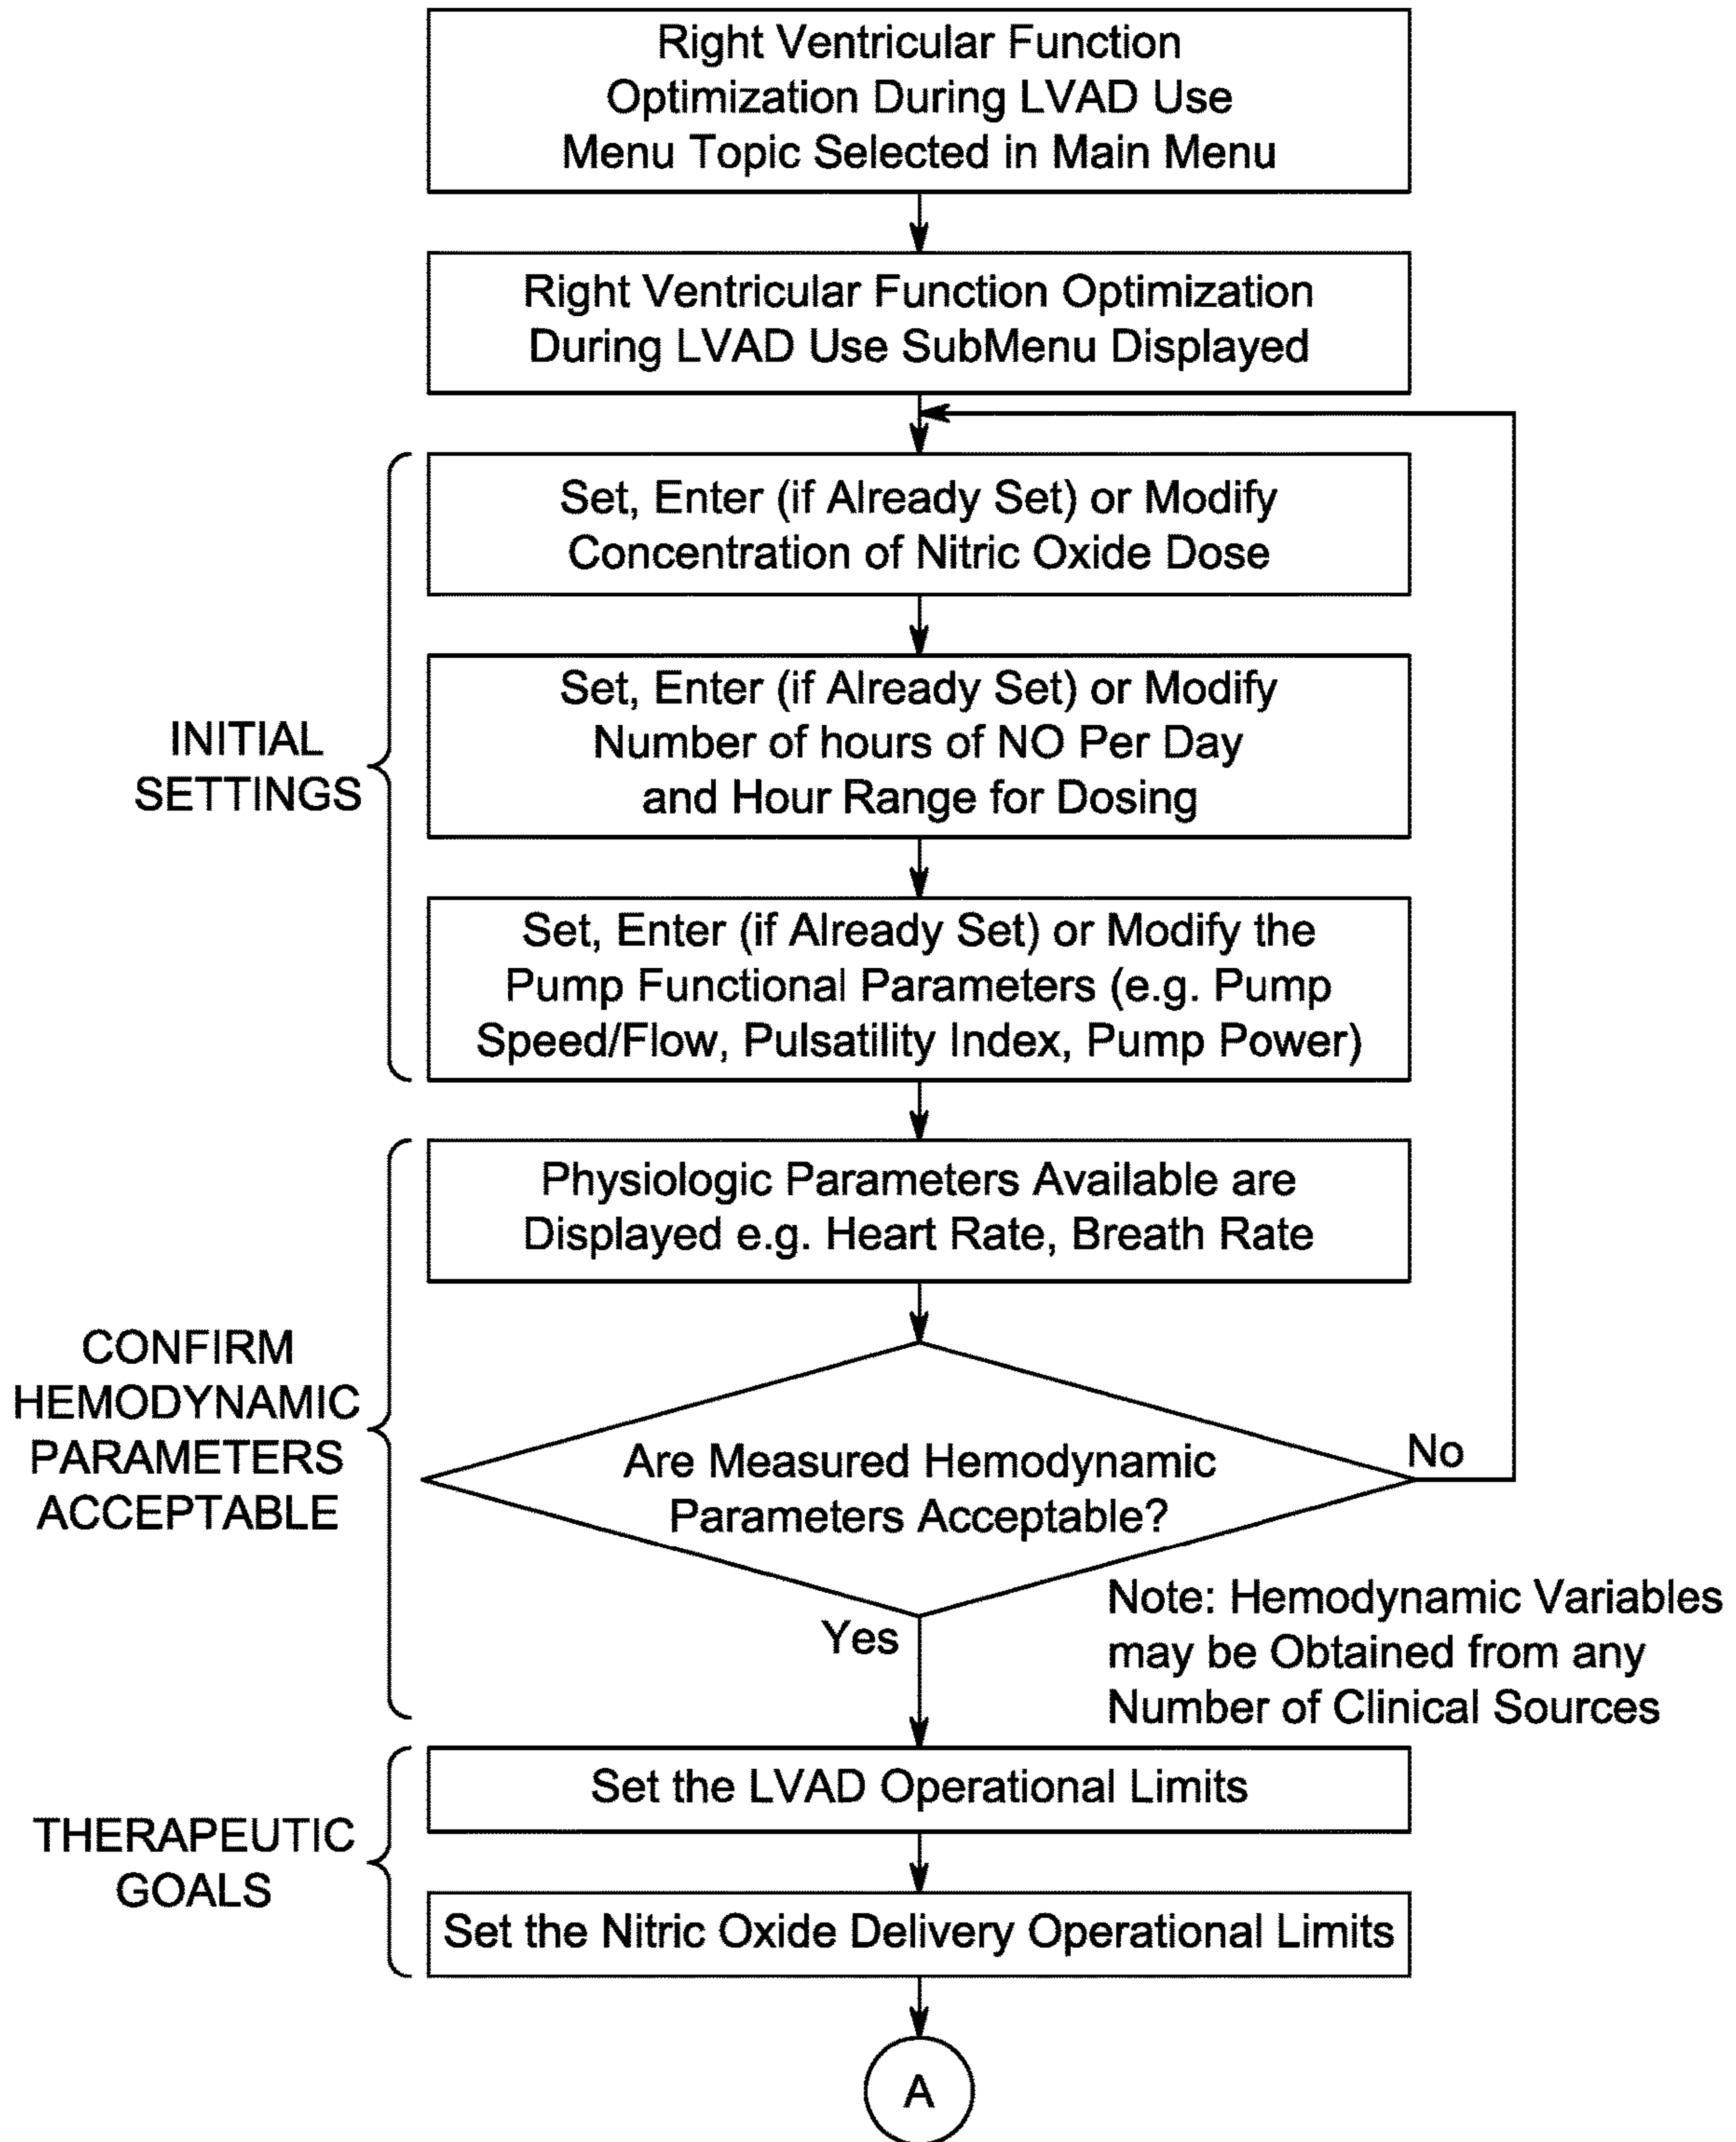 Right Ventricular Function
Optimization During LVAD Use
Menu Topic Selected in Main Menu
Right Ventricular Function Optimization
During LVAD Use SubMenu Displayed
INITIAL
SETTINGS
Set, Enter (if Already Set) or Modify
Concentration of Nitric Oxide Dose
Set, Enter (if Already Set) or Modify
Number of hours of NO Per Day
and Hour Range for Dosing
Set, Enter (if Already Set) or Modify the
Pump Functional Parameters (e.g. Pump
Speed/Flow, Pulsatility Index, Pump Power)
CONFIRM
HEMODYNAMIC
PARAMETERS
ACCEPTABLE
Physiologic Parameters Available are
Displayed e.g. Heart Rate, Breath Rate
Are Measured Hemodynamic
Parameters Acceptable?
No
Yes
Note: Hemodynamic Variables
may be Obtained from any
Number of Clinical Sources
THERAPEUTIC
GOALS
Set the LVAD Operational Limits
Set the Nitric Oxide Delivery Operational Limits
A